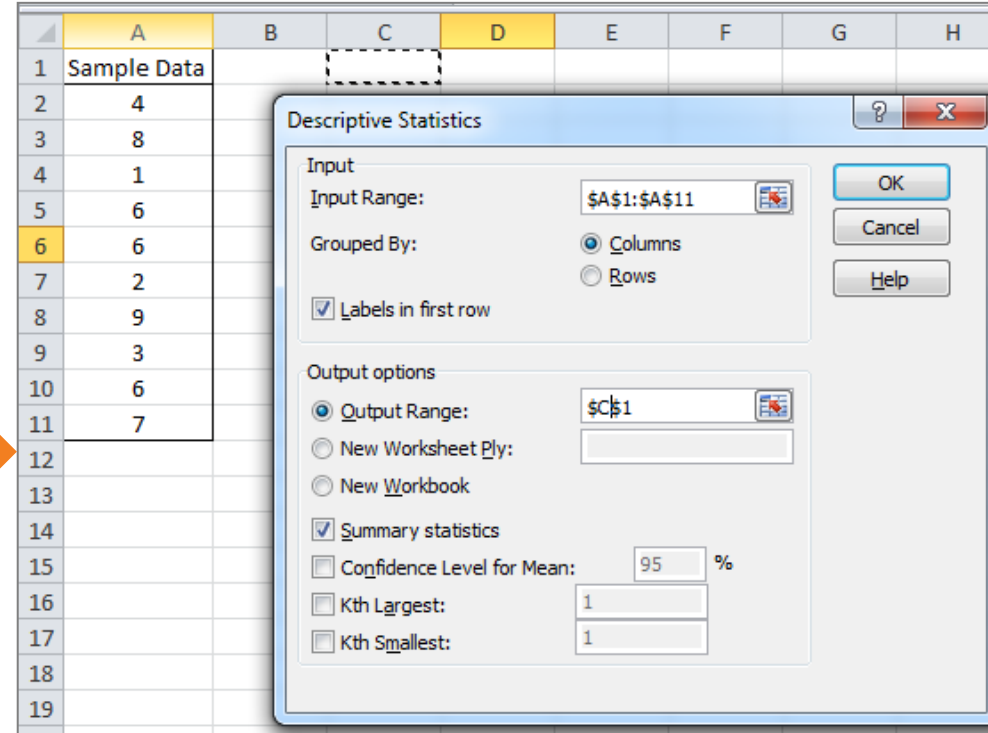 A B C D E F G H
1 Sample Data
2 4
3 8
4 1
5 6
6 6
7 2
8 9
9 3
10 6
11 7
12
13
14
15
16
17
18
19
Descriptive Statistics
?
X
Input
Input Range: $A$1:$A$11
Grouped By: Columns
Rows
Labels in first row
OK
Cancel
Help
Output options
Output Range: $C$1
New Worksheet Ply:
New Workbook
Summary statistics
Confidence Level for Mean: 95 %
Kth Largest: 1
Kth Smallest: 1